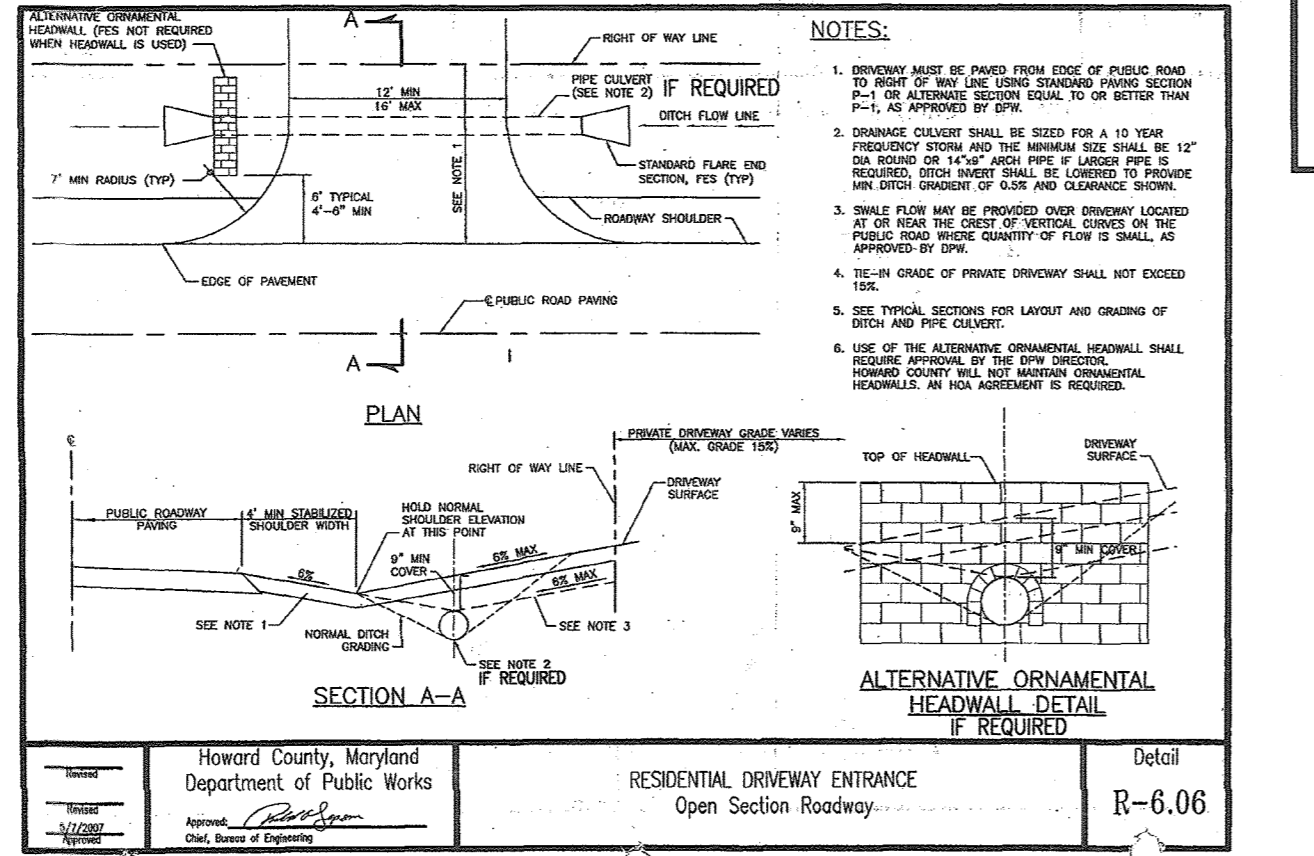 ALTERNATIVE ORNAMENTAL
HEADWALL (FES NOT REQUIRED
WHEN HEADWALL IS USED)
A
RIGHT OF WAY LINE
PIPE CULVERT
(SEE NOTE 2) IF REQUIRED
12' MIN
16' MAX
DITCH FLOW LINE
SEE NOTE 1
STANDARD FLARE END
SECTION, FES (TYP)
7' MIN RADIUS (TYP)
6' TYPICAL
4'-6" MIN
ROADWAY SHOULDER
EDGE OF PAVEMENT
℄ PUBLIC ROAD PAVING
A
PLAN
NOTES:
1. DRIVEWAY MUST BE PAVED FROM EDGE OF PUBLIC ROAD
TO RIGHT OF WAY LINE USING STANDARD PAVING SECTION
P-1 OR ALTERNATE SECTION EQUAL TO OR BETTER THAN
P-1, AS APPROVED BY DPW.
2. DRAINAGE CULVERT SHALL BE SIZED FOR A 10 YEAR
FREQUENCY STORM AND THE MINIMUM SIZE SHALL BE 12"
DIA ROUND OR 14"x9" ARCH PIPE IF LARGER PIPE IS
REQUIRED, DITCH INVERT SHALL BE LOWERED TO PROVIDE
MIN DITCH GRADIENT OF 0.5% AND CLEARANCE SHOWN.
3. SWALE FLOW MAY BE PROVIDED OVER DRIVEWAY LOCATED
AT OR NEAR THE CREST OF VERTICAL CURVES ON THE
PUBLIC ROAD WHERE QUANTITY OF FLOW IS SMALL, AS
APPROVED BY DPW.
4. TIE-IN GRADE OF PRIVATE DRIVEWAY SHALL NOT EXCEED
15%.
5. SEE TYPICAL SECTIONS FOR LAYOUT AND GRADING OF
DITCH AND PIPE CULVERT.
6. USE OF THE ALTERNATIVE ORNAMENTAL HEADWALL SHALL
REQUIRE APPROVAL BY THE DPW DIRECTOR.
HOWARD COUNTY WILL NOT MAINTAIN ORNAMENTAL
HEADWALLS. AN HOA AGREEMENT IS REQUIRED.
℄
PRIVATE DRIVEWAY GRADE VARIES
(MAX. GRADE 15%)
RIGHT OF WAY LINE
DRIVEWAY
SURFACE
PUBLIC ROADWAY
PAVING
4' MIN STABILIZED
SHOULDER WIDTH
HOLD NORMAL
SHOULDER ELEVATION
AT THIS POINT
9" MIN
COVER
6%
6% MAX
6% MAX
SEE NOTE 1
NORMAL DITCH
GRADING
SEE NOTE 3
SEE NOTE 2
IF REQUIRED
SECTION A-A
TOP OF HEADWALL
DRIVEWAY
SURFACE
9" MAX
9" MIN COVER
ALTERNATIVE ORNAMENTAL
HEADWALL DETAIL
IF REQUIRED
Revised
Revised
5/7/2007
Approved
Howard County, Maryland
Department of Public Works
Approved:
Chief, Bureau of Engineering
RESIDENTIAL DRIVEWAY ENTRANCE
Open Section Roadway
Detail
R-6.06